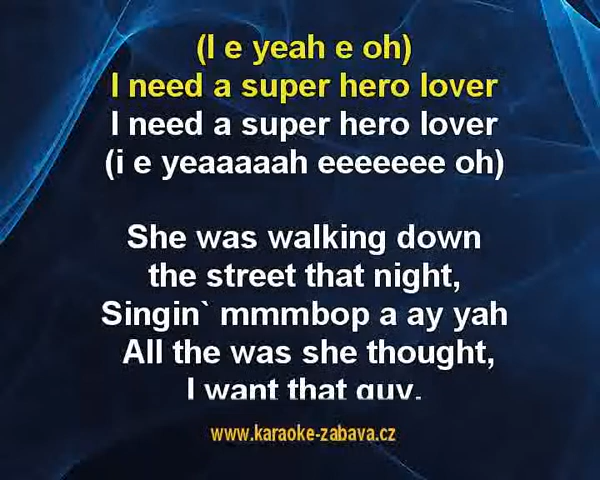 (I e yeah e oh)
I need a super hero lover
I need a super hero lover
(i e yeaaaaah eeeeeee oh)
She was walking down
the street that night,
Singin` mmmbop a ay yah
All the was she thought,
I want that guy.
www.karaoke-zabava.cz